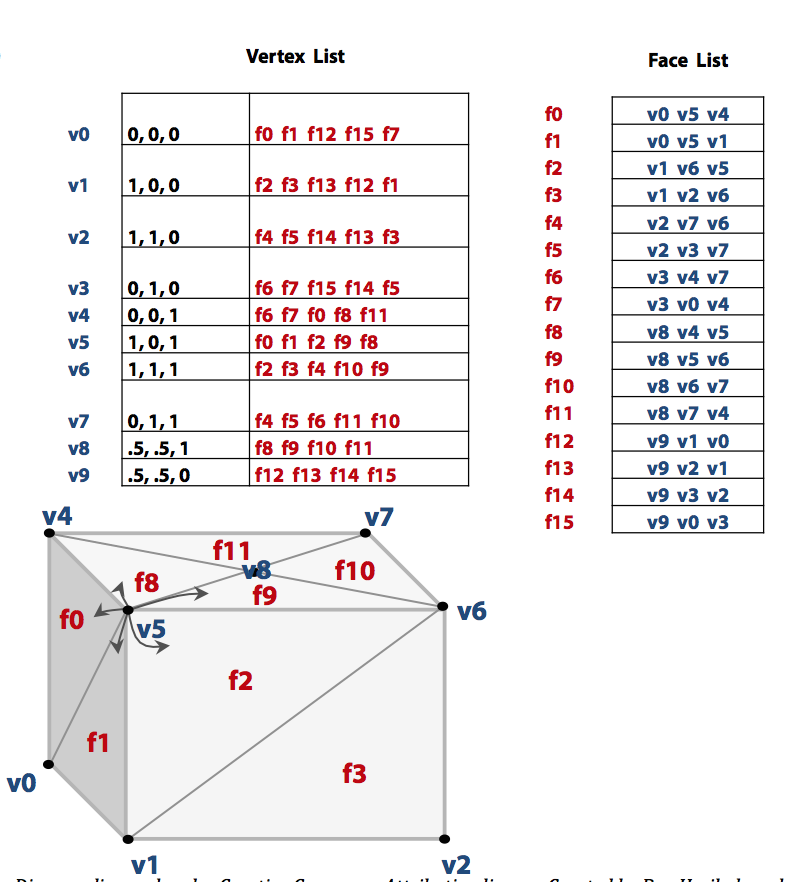 Vertex List
v0 0, 0, 0 f0 f1 f12 f15 f7
v1 1, 0, 0 f2 f3 f13 f12 f1
v2 1, 1, 0 f4 f5 f14 f13 f3
v3 0, 1, 0 f6 f7 f15 f14 f5
v4 0, 0, 1 f6 f7 f0 f8 f11
v5 1, 0, 1 f0 f1 f2 f9 f8
v6 1, 1, 1 f2 f3 f4 f10 f9
v7 0, 1, 1 f4 f5 f6 f11 f10
v8 .5, .5, 1 f8 f9 f10 f11
v9 .5, .5, 0 f12 f13 f14 f15
Face List
f0 v0 v5 v4
f1 v0 v5 v1
f2 v1 v6 v5
f3 v1 v2 v6
f4 v2 v7 v6
f5 v2 v3 v7
f6 v3 v4 v7
f7 v3 v0 v4
f8 v8 v4 v5
f9 v8 v5 v6
f10 v8 v6 v7
f11 v8 v7 v4
f12 v9 v1 v0
f13 v9 v2 v1
f14 v9 v3 v2
f15 v9 v0 v3
v4 v7
f11
v8
f8 f10
f9
f0 v5 v6
f2
f1
f3
v0
v1 v2